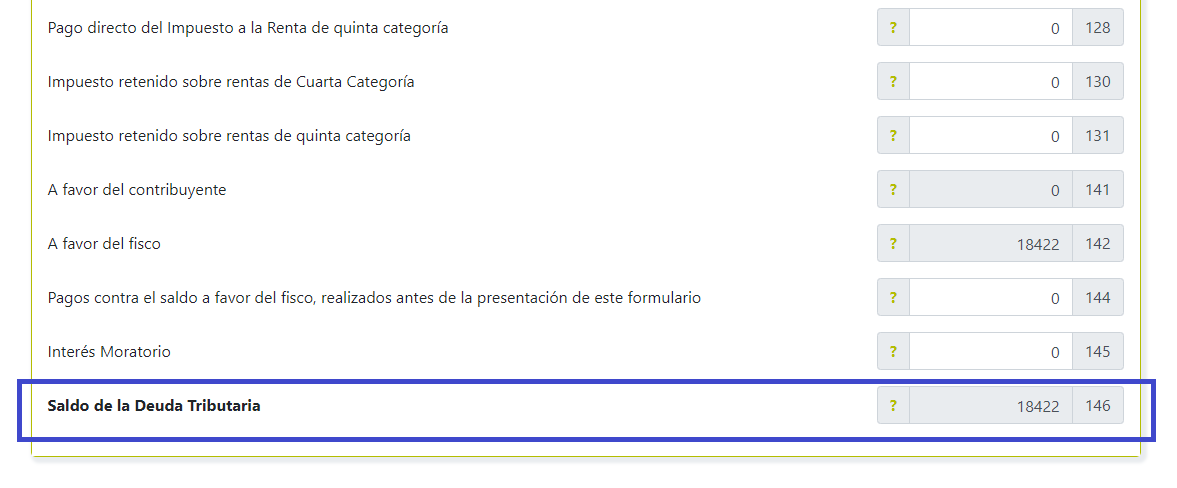 Pago directo del Impuesto a la Renta de quinta categoría ? 0 128
Impuesto retenido sobre rentas de Cuarta Categoría ? 0 130
Impuesto retenido sobre rentas de quinta categoría ? 0 131
A favor del contribuyente ? 0 141
A favor del fisco ? 18422 142
Pagos contra el saldo a favor del fisco, realizados antes de la presentación de este formulario ? 0 144
Interés Moratorio ? 0 145
Saldo de la Deuda Tributaria ? 18422 146